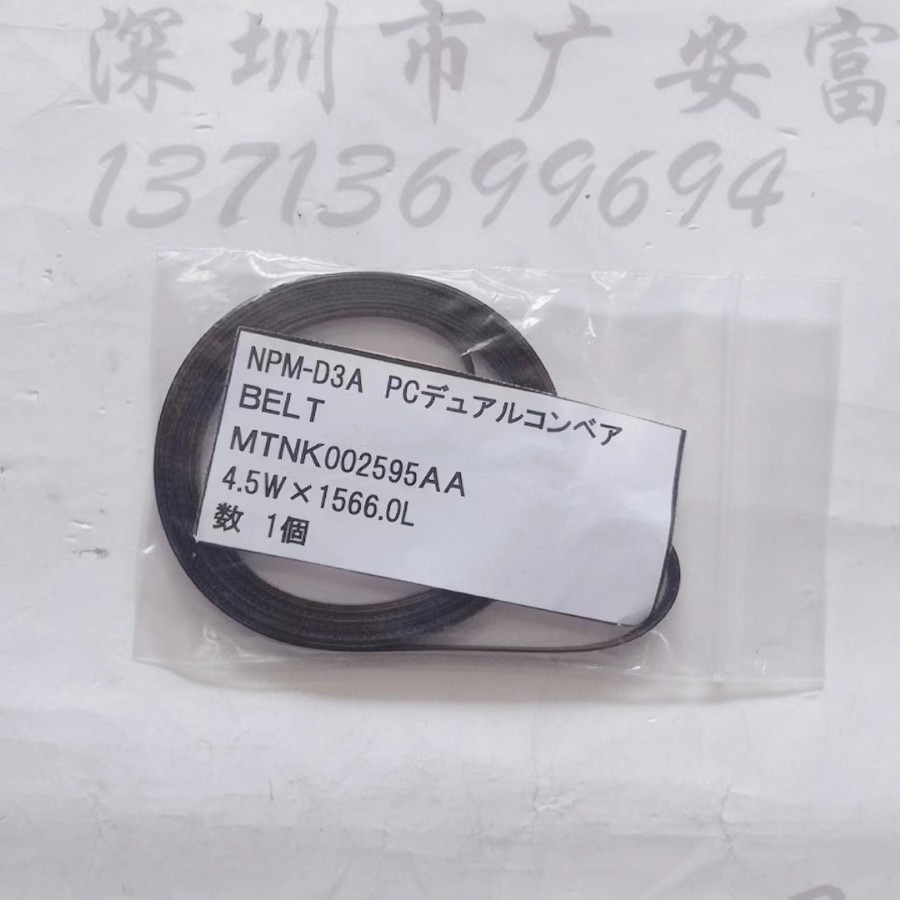 深圳市广安富
13713699694
NPM-D3A PCデュアルコンベア
BELT
MTNK002595AA
4.5W×1566.0L
数 1個